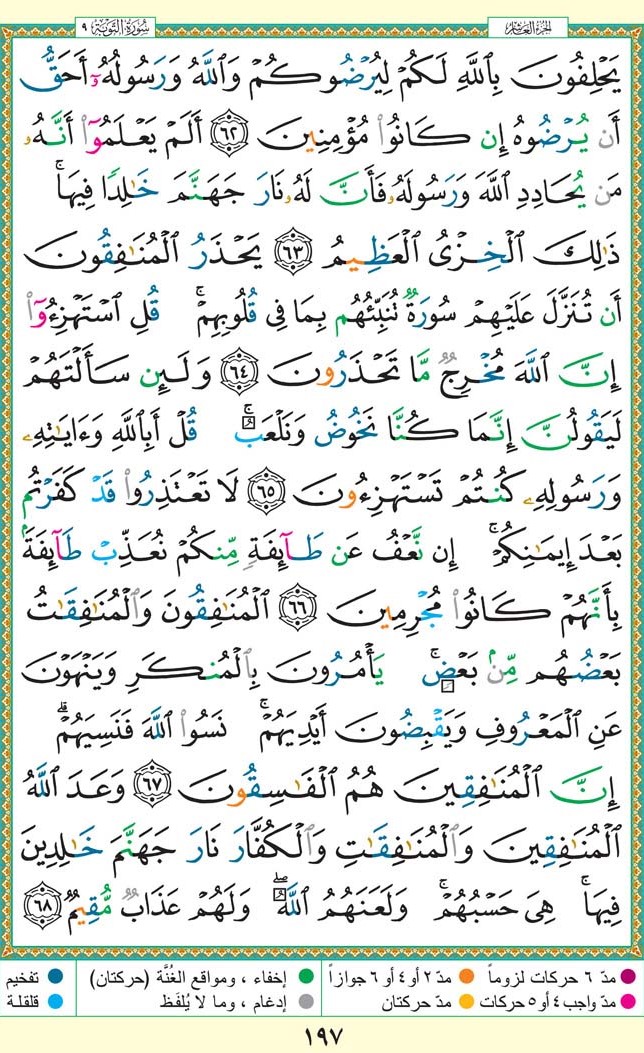 سُورَةُ التَّوْبَةِ ٩
الجزء العاشر
يَحْلِفُونَ بِٱللَّهِ لَكُمْ لِيُرْضُوكُمْ وَٱللَّهُ وَرَسُولُهُۥٓ أَحَقُّ
أَن يُرْضُوهُ إِن كَانُوا۟ مُؤْمِنِينَ ٦٢ أَلَمْ يَعْلَمُوٓا۟ أَنَّهُۥ
مَن يُحَادِدِ ٱللَّهَ وَرَسُولَهُۥ فَأَنَّ لَهُۥ نَارَ جَهَنَّمَ خَٰلِدًا فِيهَا ۚ
ذَٰلِكَ ٱلْخِزْىُ ٱلْعَظِيمُ ٦٣ يَحْذَرُ ٱلْمُنَٰفِقُونَ
أَن تُنَزَّلَ عَلَيْهِمْ سُورَةٌ تُنَبِّئُهُم بِمَا فِى قُلُوبِهِمْ ۚ قُلِ ٱسْتَهْزِءُوٓا۟
إِنَّ ٱللَّهَ مُخْرِجٌ مَّا تَحْذَرُونَ ٦٤ وَلَئِن سَأَلْتَهُمْ
لَيَقُولُنَّ إِنَّمَا كُنَّا نَخُوضُ وَنَلْعَبُ ۚ قُلْ أَبِٱللَّهِ وَءَايَٰتِهِۦ
وَرَسُولِهِۦ كُنتُمْ تَسْتَهْزِءُونَ ٦٥ لَا تَعْتَذِرُوا۟ قَدْ كَفَرْتُم
بَعْدَ إِيمَٰنِكُمْ ۚ إِن نَّعْفُ عَن طَآئِفَةٍ مِّنكُمْ نُعَذِّبْ طَآئِفَةًۢ
بِأَنَّهُمْ كَانُوا۟ مُجْرِمِينَ ٦٦ ٱلْمُنَٰفِقُونَ وَٱلْمُنَٰفِقَٰتُ
بَعْضُهُم مِّنۢ بَعْضٍ ۚ يَأْمُرُونَ بِٱلْمُنكَرِ وَيَنْهَوْنَ
عَنِ ٱلْمَعْرُوفِ وَيَقْبِضُونَ أَيْدِيَهُمْ ۚ نَسُوا۟ ٱللَّهَ فَنَسِيَهُمْ ۗ
إِنَّ ٱلْمُنَٰفِقِينَ هُمُ ٱلْفَٰسِقُونَ ٦٧ وَعَدَ ٱللَّهُ
ٱلْمُنَٰفِقِينَ وَٱلْمُنَٰفِقَٰتِ وَٱلْكُفَّارَ نَارَ جَهَنَّمَ خَٰلِدِينَ
فِيهَا ۚ هِىَ حَسْبُهُمْ ۚ وَلَعَنَهُمُ ٱللَّهُ ۖ وَلَهُمْ عَذَابٌ مُّقِيمٌ ٦٨
مدّ ٦ حركات لزوماً مدّ ٢ أو ٤ أو ٦ جوازاً إخفاء ، ومواقع الغُنَّة (حركتان) تفخيم
مدّ واجب ٤ أو ٥ حركات مدّ حركتان إدغام ، وما لا يُلفَظ قلقلة
١٩٧